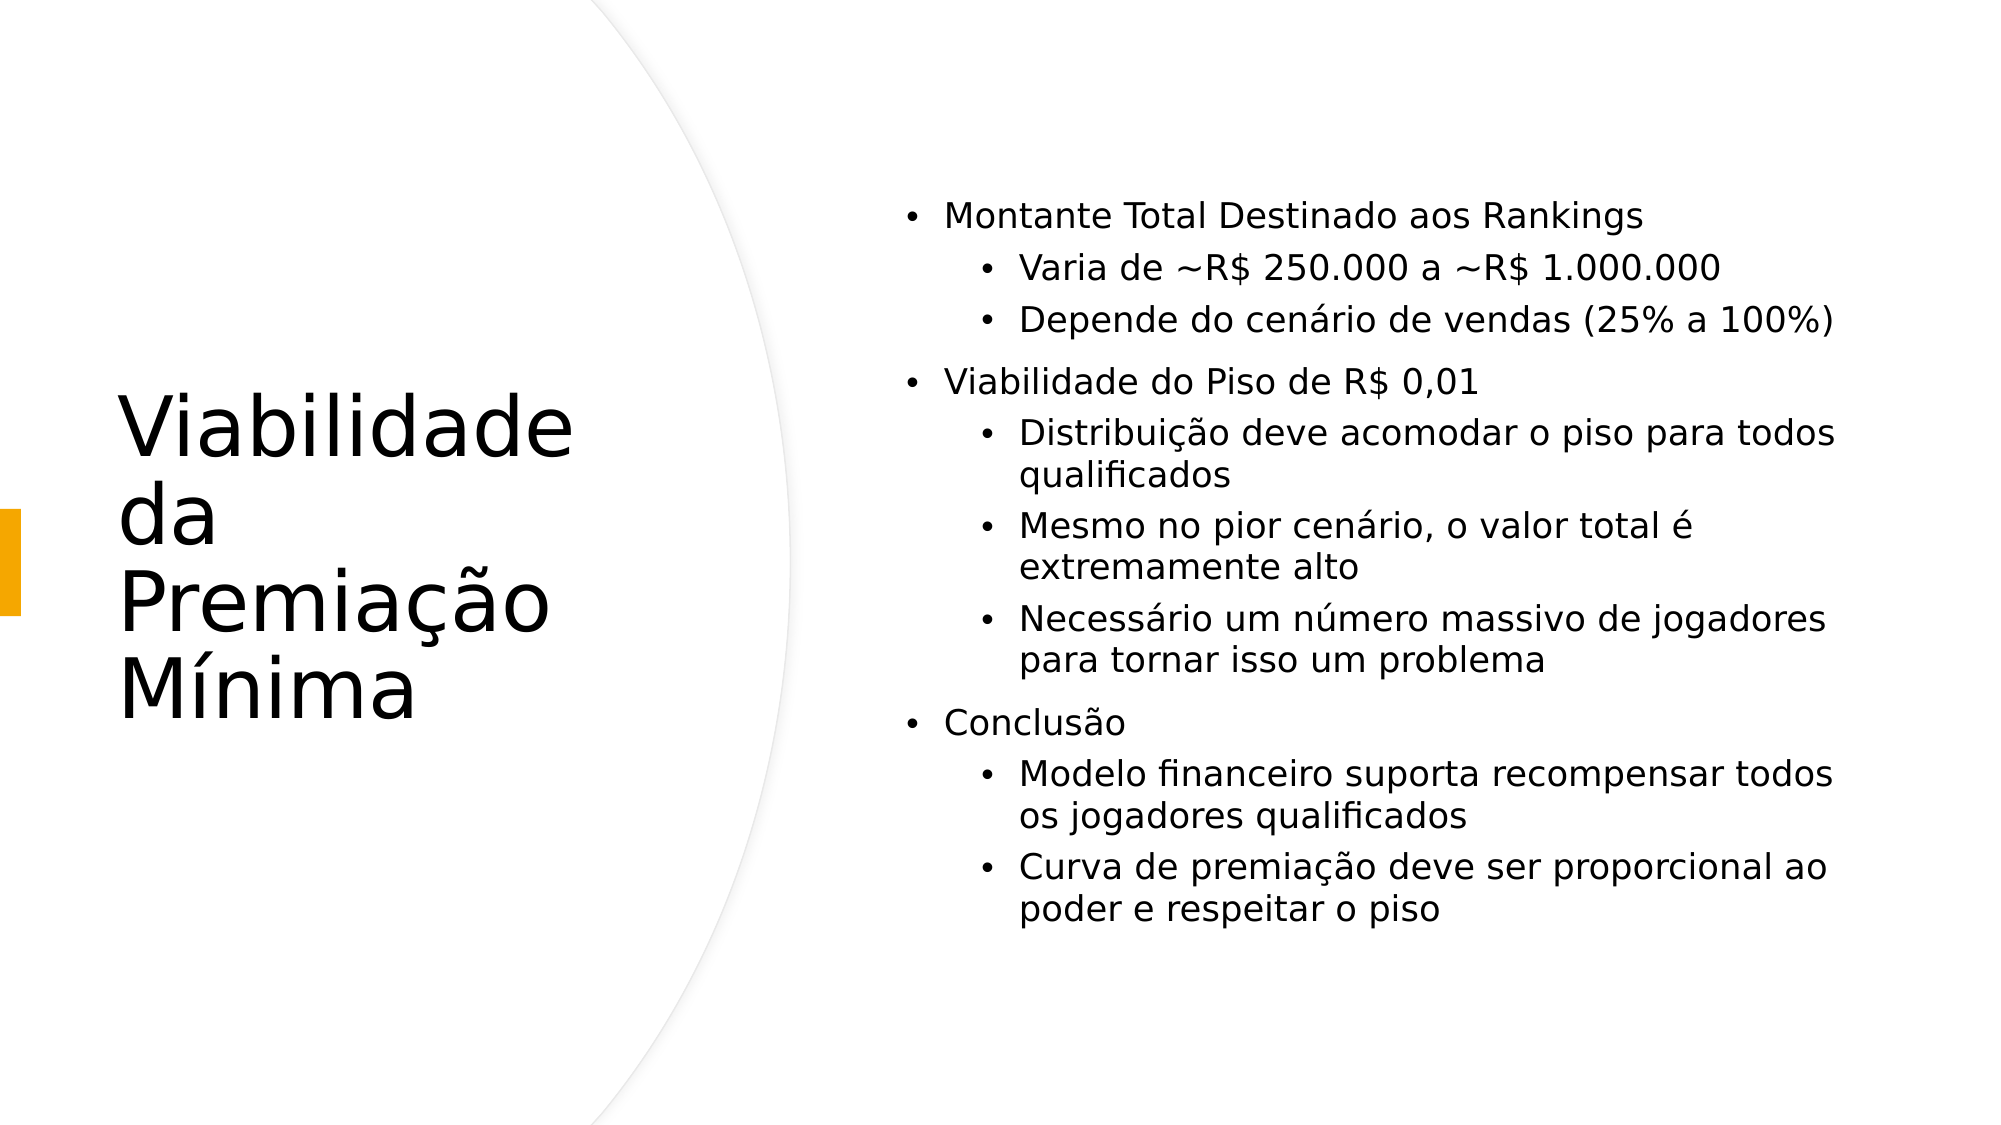 Viabilidade
da
Premiação
Mínima
• Montante Total Destinado aos Rankings
• Varia de ~R$ 250.000 a ~R$ 1.000.000
• Depende do cenário de vendas (25% a 100%)
• Viabilidade do Piso de R$ 0,01
• Distribuição deve acomodar o piso para todos
qualificados
• Mesmo no pior cenário, o valor total é
extremamente alto
• Necessário um número massivo de jogadores
para tornar isso um problema
• Conclusão
• Modelo financeiro suporta recompensar todos
os jogadores qualificados
• Curva de premiação deve ser proporcional ao
poder e respeitar o piso